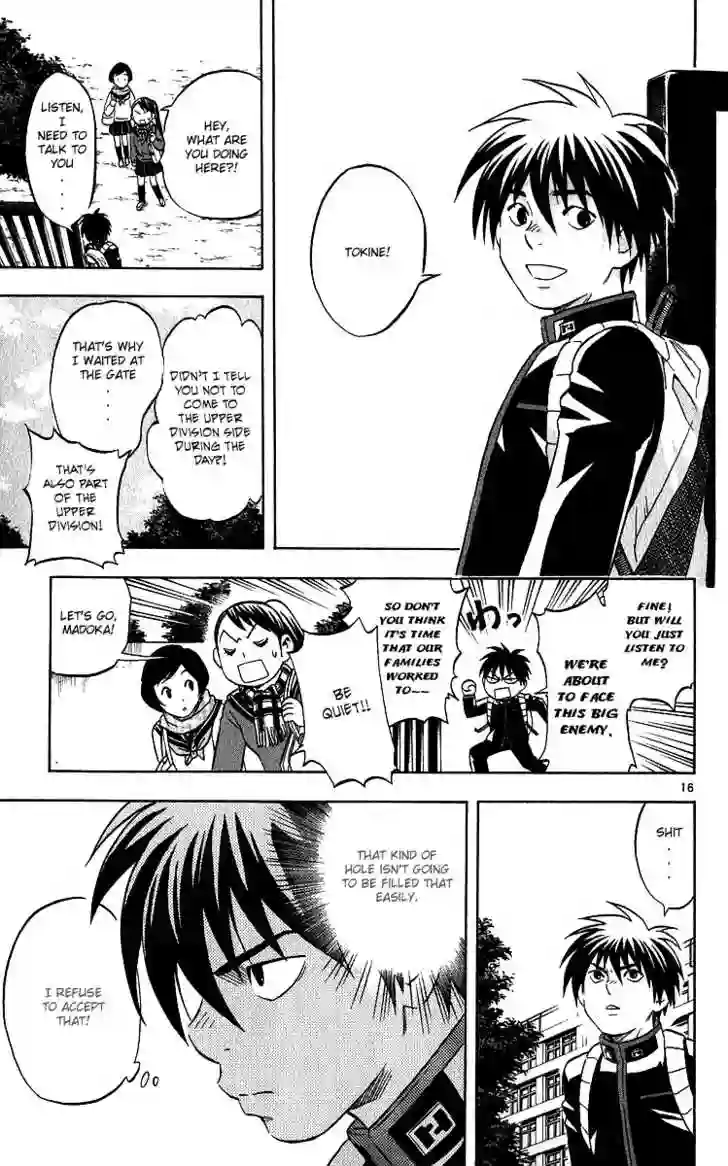 TOKINE!
HEY,
WHAT ARE
YOU DOING
HERE?!
LISTEN,
I
NEED TO
TALK TO
YOU
...
DIDN'T I TELL
YOU NOT
TO
COME TO
THE UPPER
DIVISION SIDE
DURING THE
DAY?!
THAT'S WHY
I WAITED AT
THE GATE
...
THAT'S
ALSO PART
OF THE
UPPER
DIVISION!
FINE!
BUT WILL
YOU JUST
LISTEN TO
ME?
WE'RE
ABOUT
TO FACE
THIS BIG
ENEMY.
わっ
SO DON'T
YOU THINK
IT'S TIME
THAT OUR
FAMILIES
WORKED
TO--
BE
QUIET!!
LET'S GO,
MADOKA!
16
SHIT
...
THAT KIND OF
HOLE ISN'T GOING
TO BE FILLED THAT
EASILY.
I REFUSE
TO ACCEPT
THAT!